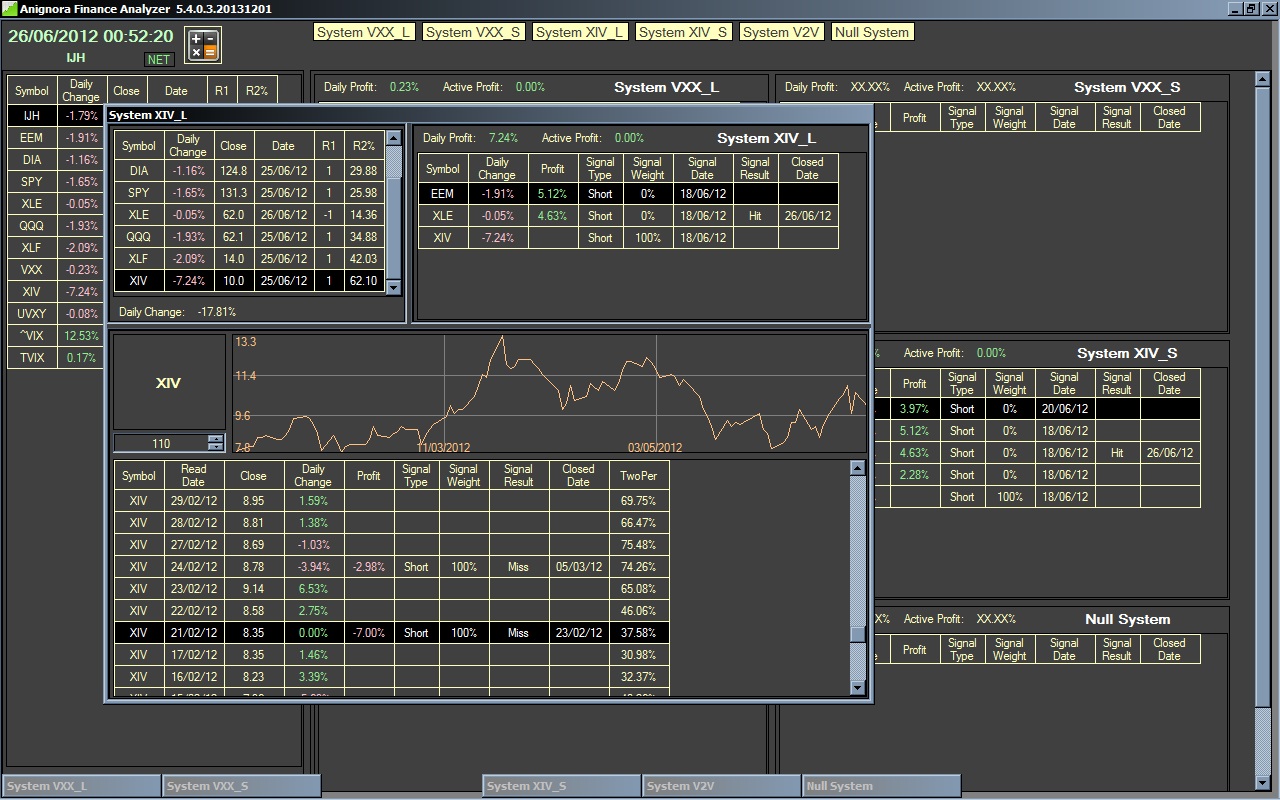 Anignora Finance Analyzer 5.4.0.3.20131201
26/06/2012 00:52:20
IJH
NET
System VXX_L System VXX_S System XIV_L System XIV_S System V2V Null System
Symbol Daily Change Close Date R1 R2%
IJH -1.79%
EEM -1.91%
DIA -1.16%
SPY -1.65%
XLE -0.05%
QQQ -1.93%
XLF -2.09%
VXX -0.23%
XIV -7.24%
UVXY -0.08%
^VIX 12.53%
TVIX 0.17%
Daily Profit: 0.23% Active Profit: 0.00% System VXX_L
Daily Profit: XX.XX% Active Profit: XX.XX% System VXX_S
Profit Signal Type Signal Weight Signal Date Signal Result Closed Date
System XIV_L
Symbol Daily Change Close Date R1 R2%
DIA -1.16% 124.8 25/06/12 1 29.88
SPY -1.65% 131.3 25/06/12 1 25.98
XLE -0.05% 62.0 26/06/12 -1 14.36
QQQ -1.93% 62.1 25/06/12 1 34.88
XLF -2.09% 14.0 25/06/12 1 42.03
XIV -7.24% 10.0 25/06/12 1 62.10
Daily Change: -17.81%
Daily Profit: 7.24% Active Profit: 0.00% System XIV_L
Symbol Daily Change Profit Signal Type Signal Weight Signal Date Signal Result Closed Date
EEM -1.91% 5.12% Short 0% 18/06/12
XLE -0.05% 4.63% Short 0% 18/06/12 Hit 26/06/12
XIV -7.24% Short 100% 18/06/12
XIV
110
13.3
11.4
9.6
7.8
11/03/2012 03/05/2012
Symbol Read Date Close Daily Change Profit Signal Type Signal Weight Signal Result Closed Date TwoPer
XIV 29/02/12 8.95 1.59% 69.75%
XIV 28/02/12 8.81 1.38% 66.47%
XIV 27/02/12 8.69 -1.03% 75.48%
XIV 24/02/12 8.78 -3.94% -2.98% Short 100% Miss 05/03/12 74.26%
XIV 23/02/12 9.14 6.53% 65.08%
XIV 22/02/12 8.58 2.75% 46.06%
XIV 21/02/12 8.35 0.00% -7.00% Short 100% Miss 23/02/12 37.58%
XIV 17/02/12 8.35 1.46% 30.98%
XIV 16/02/12 8.23 3.39% 32.37%
% Active Profit: 0.00% System XIV_S
Profit Signal Type Signal Weight Signal Date Signal Result Closed Date
3.97% Short 0% 20/06/12
5.12% Short 0% 18/06/12
4.63% Short 0% 18/06/12 Hit 26/06/12
2.28% Short 0% 18/06/12
Short 100% 18/06/12
X% Active Profit: XX.XX% Null System
Profit Signal Type Signal Weight Signal Date Signal Result Closed Date
System VXX_L System VXX_S System XIV_S System V2V Null System